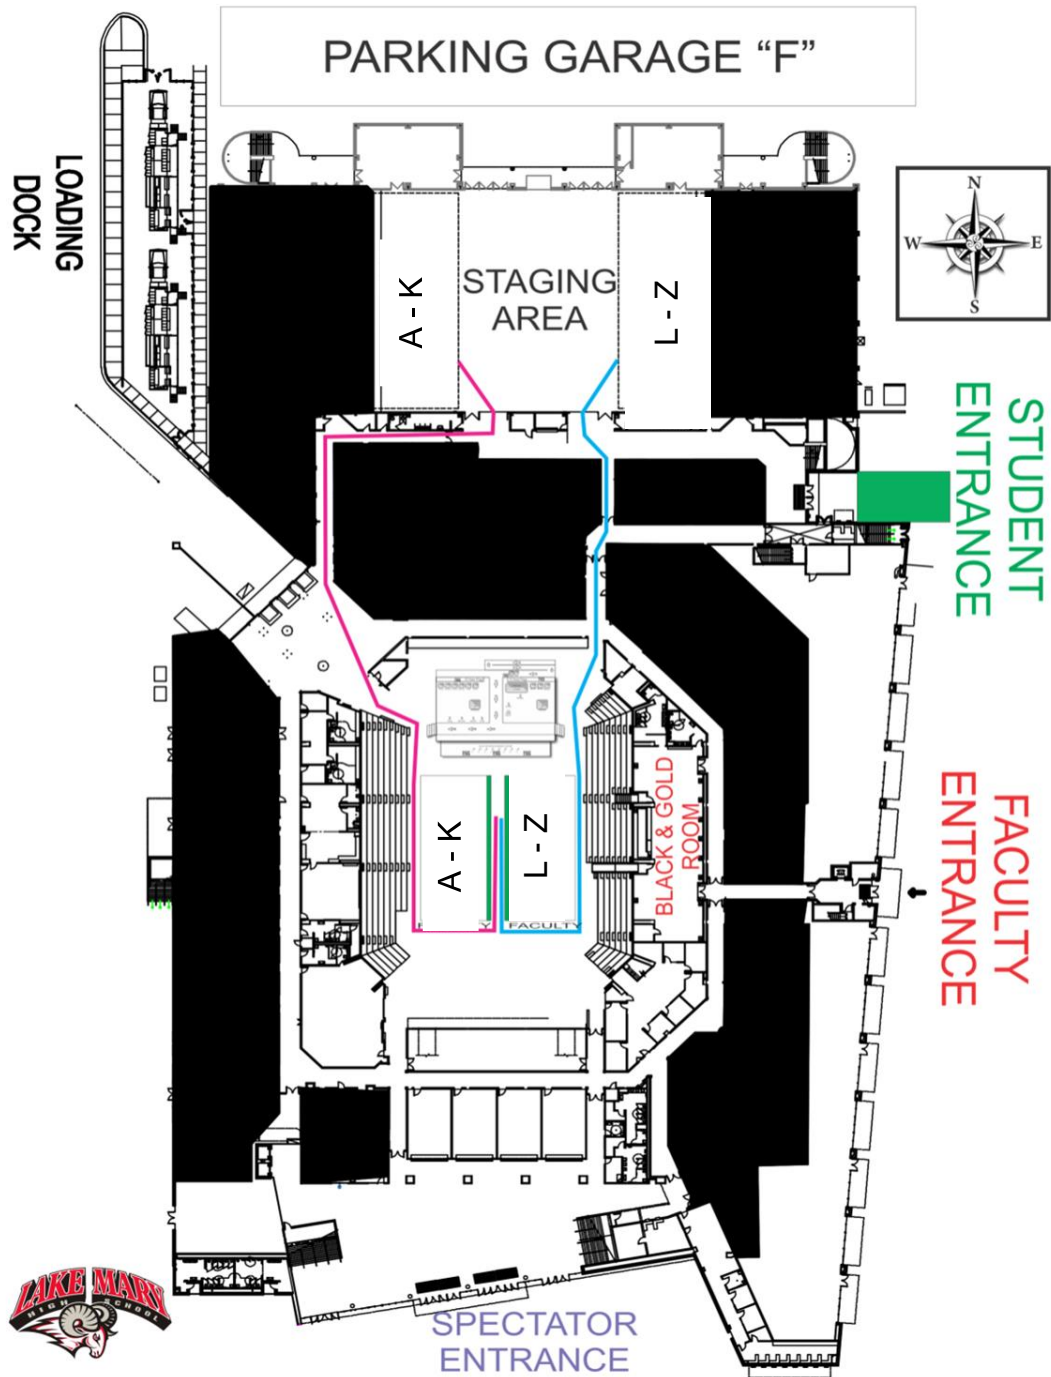 PARKING GARAGE “F”
LOADING
DOCK
N
W
E
S
A - K
STAGING
AREA
L - Z
STUDENT
ENTRANCE
BLACK & GOLD
ROOM
A - K
L - Z
FACULTY
ENTRANCE
Y
FACULTY
LAKE MARY
HIGH SCHOOL
SPECTATOR
ENTRANCE